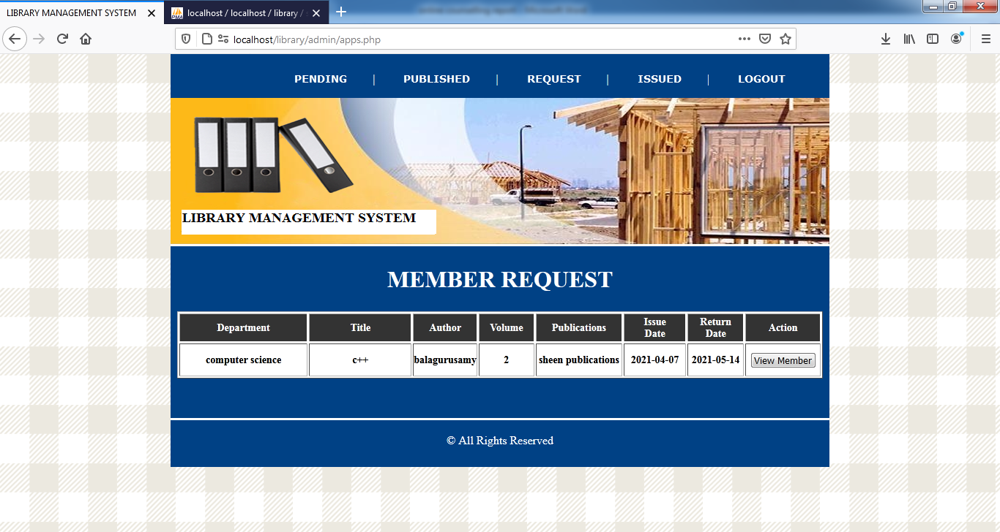 LIBRARY MANAGEMENT SYSTEM
localhost / localhost / library /
localhost/library/admin/apps.php
PENDING | PUBLISHED | REQUEST | ISSUED | LOGOUT
LIBRARY MANAGEMENT SYSTEM
MEMBER REQUEST
Department Title Author Volume Publications Issue Date Return Date Action
computer science c++ balagurusamy 2 sheen publications 2021-04-07 2021-05-14 View Member
© All Rights Reserved